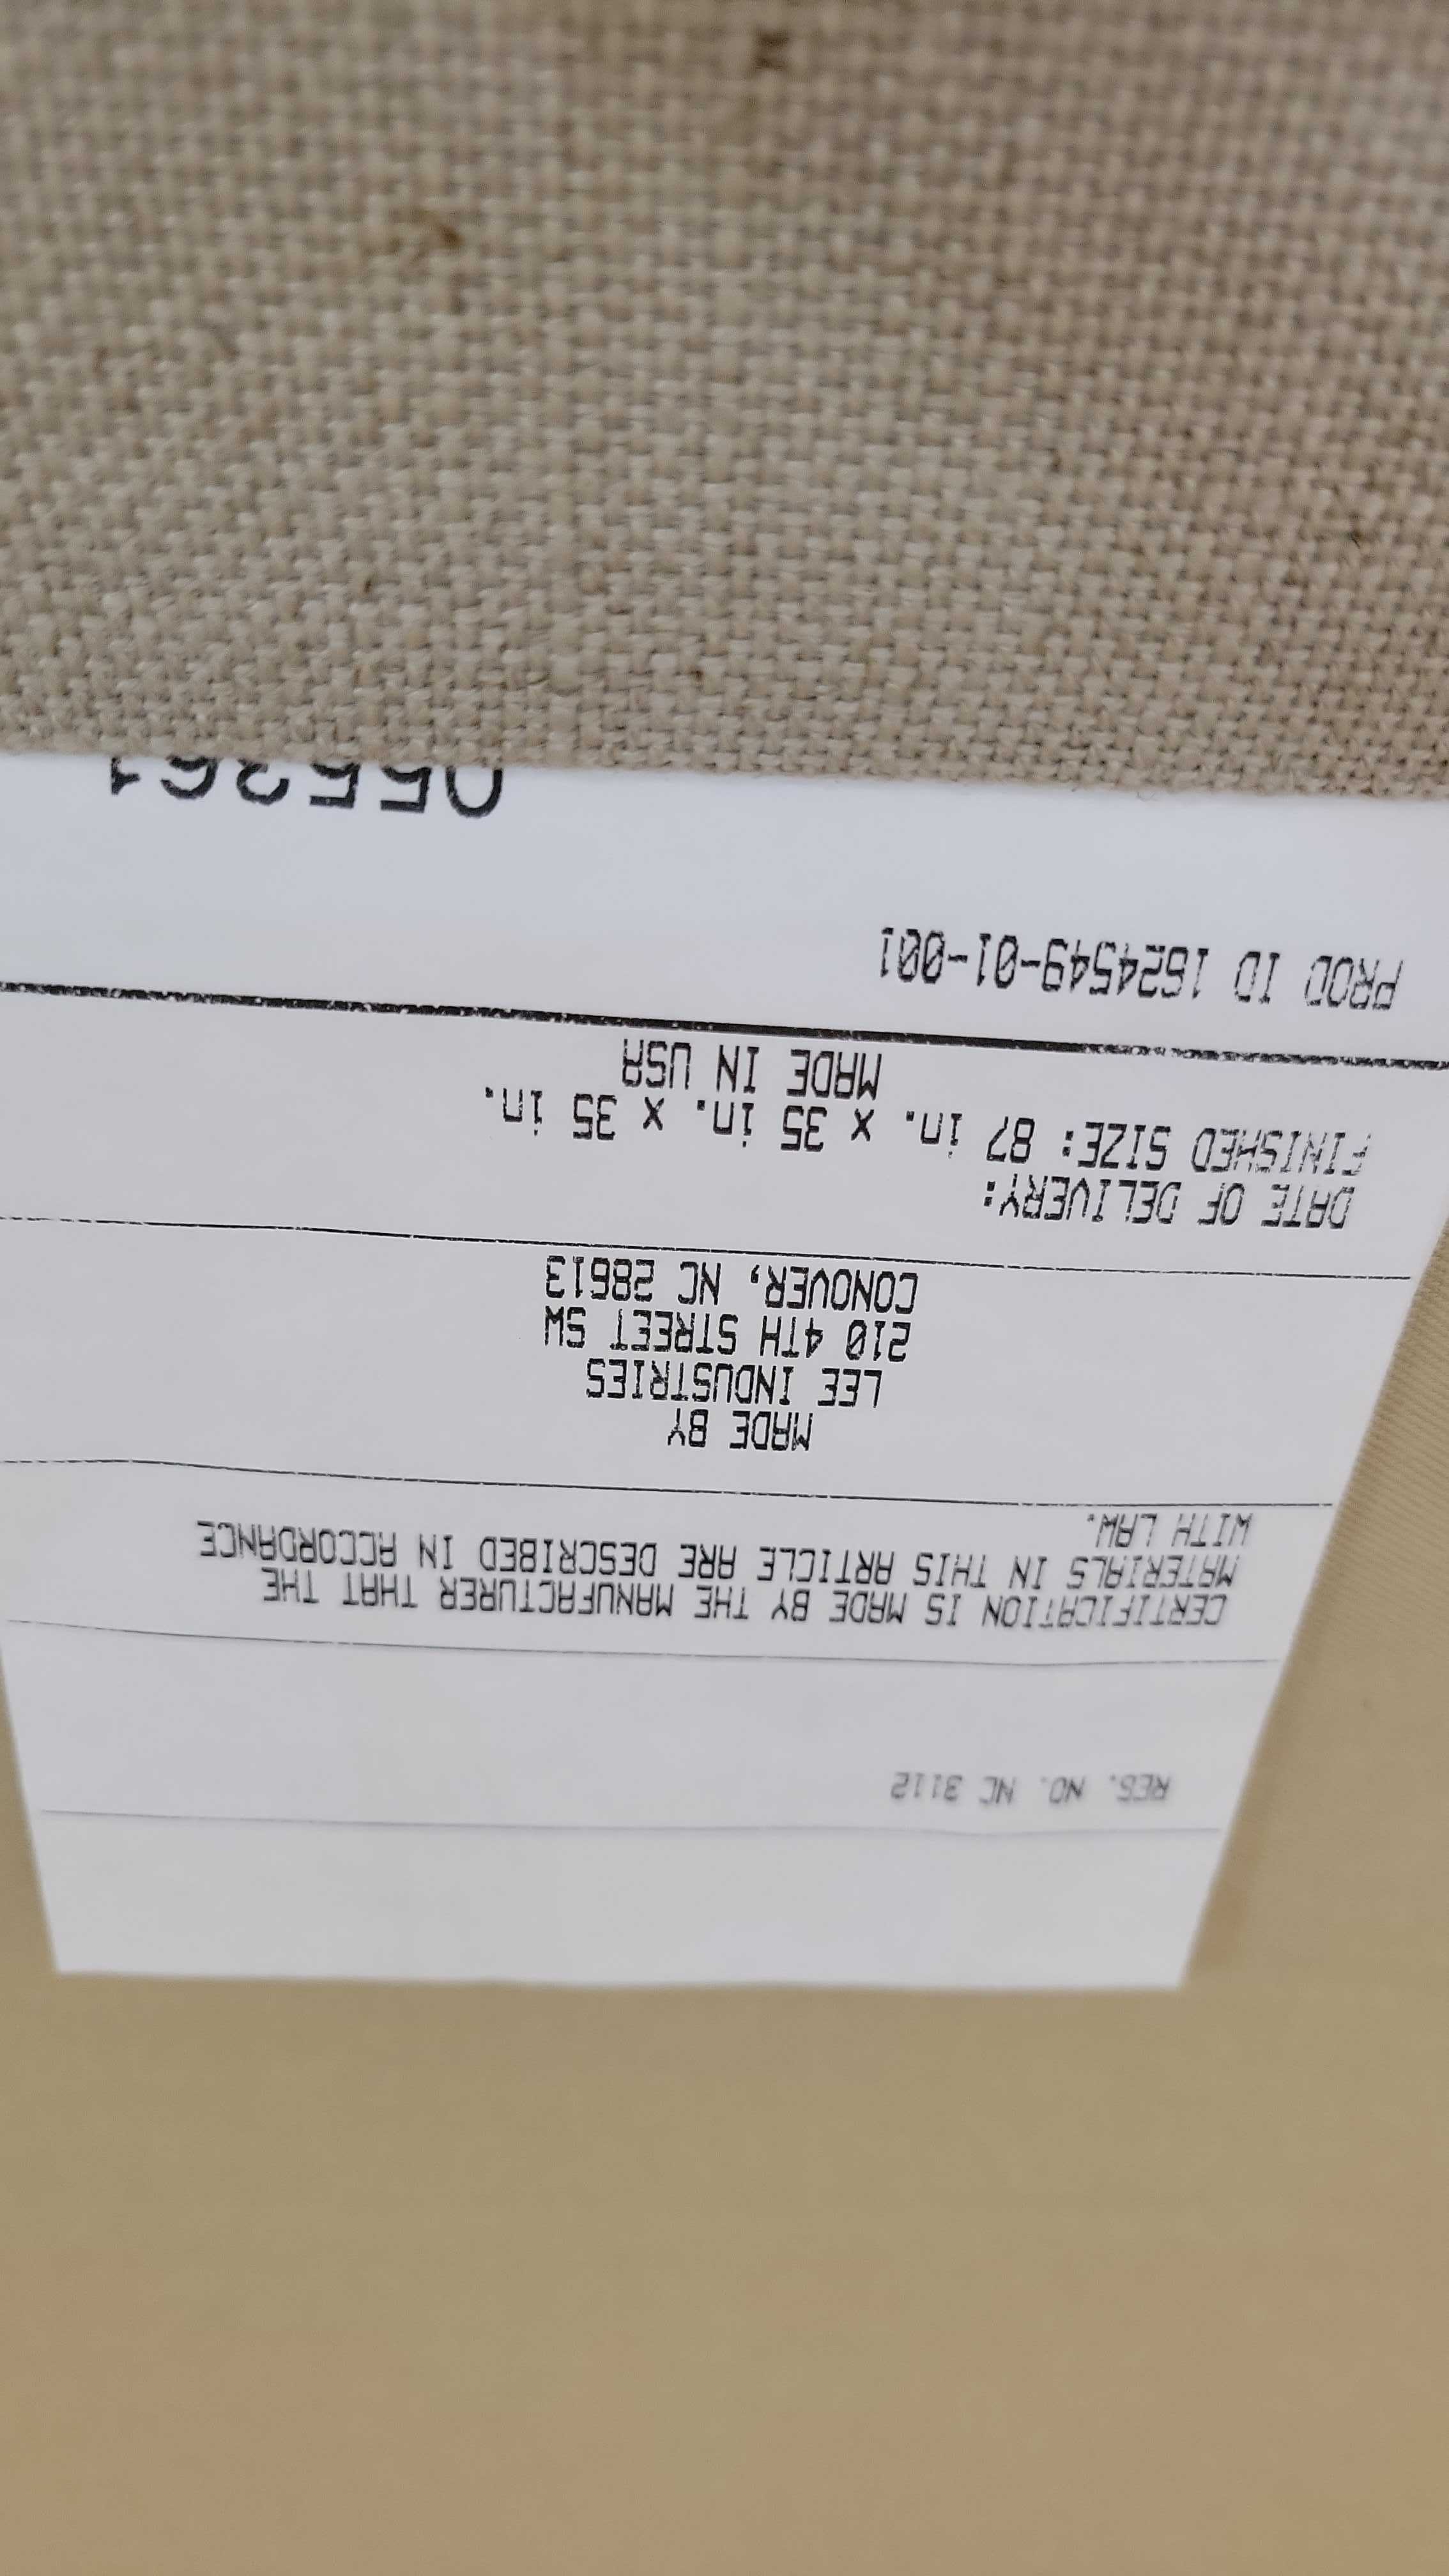 REG. NO. NC 3112
CERTIFICATION IS MADE BY THE MANUFACTURER THAT THE
MATERIALS IN THIS ARTICLE ARE DESCRIBED IN ACCORDANCE
WITH LAW.
MADE BY
LEE INDUSTRIES
210 4TH STREET SW
CONOVER, NC 28613
DATE OF DELIVERY:
FINISHED SIZE: 87 in. x 35 in. x 35 in.
MADE IN USA
PROD ID 1624549-01-001